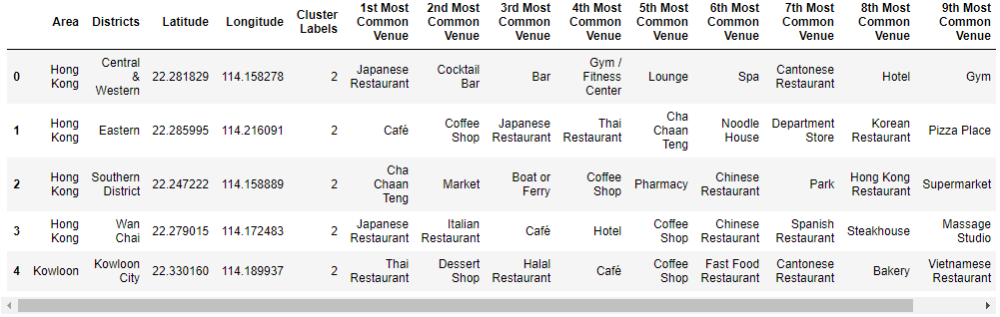 Area Districts Latitude Longitude Cluster Labels 1st Most Common Venue 2nd Most Common Venue 3rd Most Common Venue 4th Most Common Venue 5th Most Common Venue 6th Most Common Venue 7th Most Common Venue 8th Most Common Venue 9th Most Common Venue
0 Hong Kong Central & Western 22.281829 114.158278 2 Japanese Restaurant Cocktail Bar Bar Gym / Fitness Center Lounge Spa Cantonese Restaurant Hotel Gym
1 Hong Kong Eastern 22.285995 114.216091 2 Café Coffee Shop Japanese Restaurant Thai Restaurant Cha Chaan Teng Noodle House Department Store Korean Restaurant Pizza Place
2 Hong Kong Southern District 22.247222 114.158889 2 Cha Chaan Teng Market Boat or Ferry Coffee Shop Pharmacy Chinese Restaurant Park Hong Kong Restaurant Supermarket
3 Hong Kong Wan Chai 22.279015 114.172483 2 Japanese Restaurant Italian Restaurant Café Hotel Coffee Shop Chinese Restaurant Spanish Restaurant Steakhouse Massage Studio
4 Kowloon Kowloon City 22.330160 114.189937 2 Thai Restaurant Dessert Shop Halal Restaurant Café Coffee Shop Fast Food Restaurant Cantonese Restaurant Bakery Vietnamese Restaurant